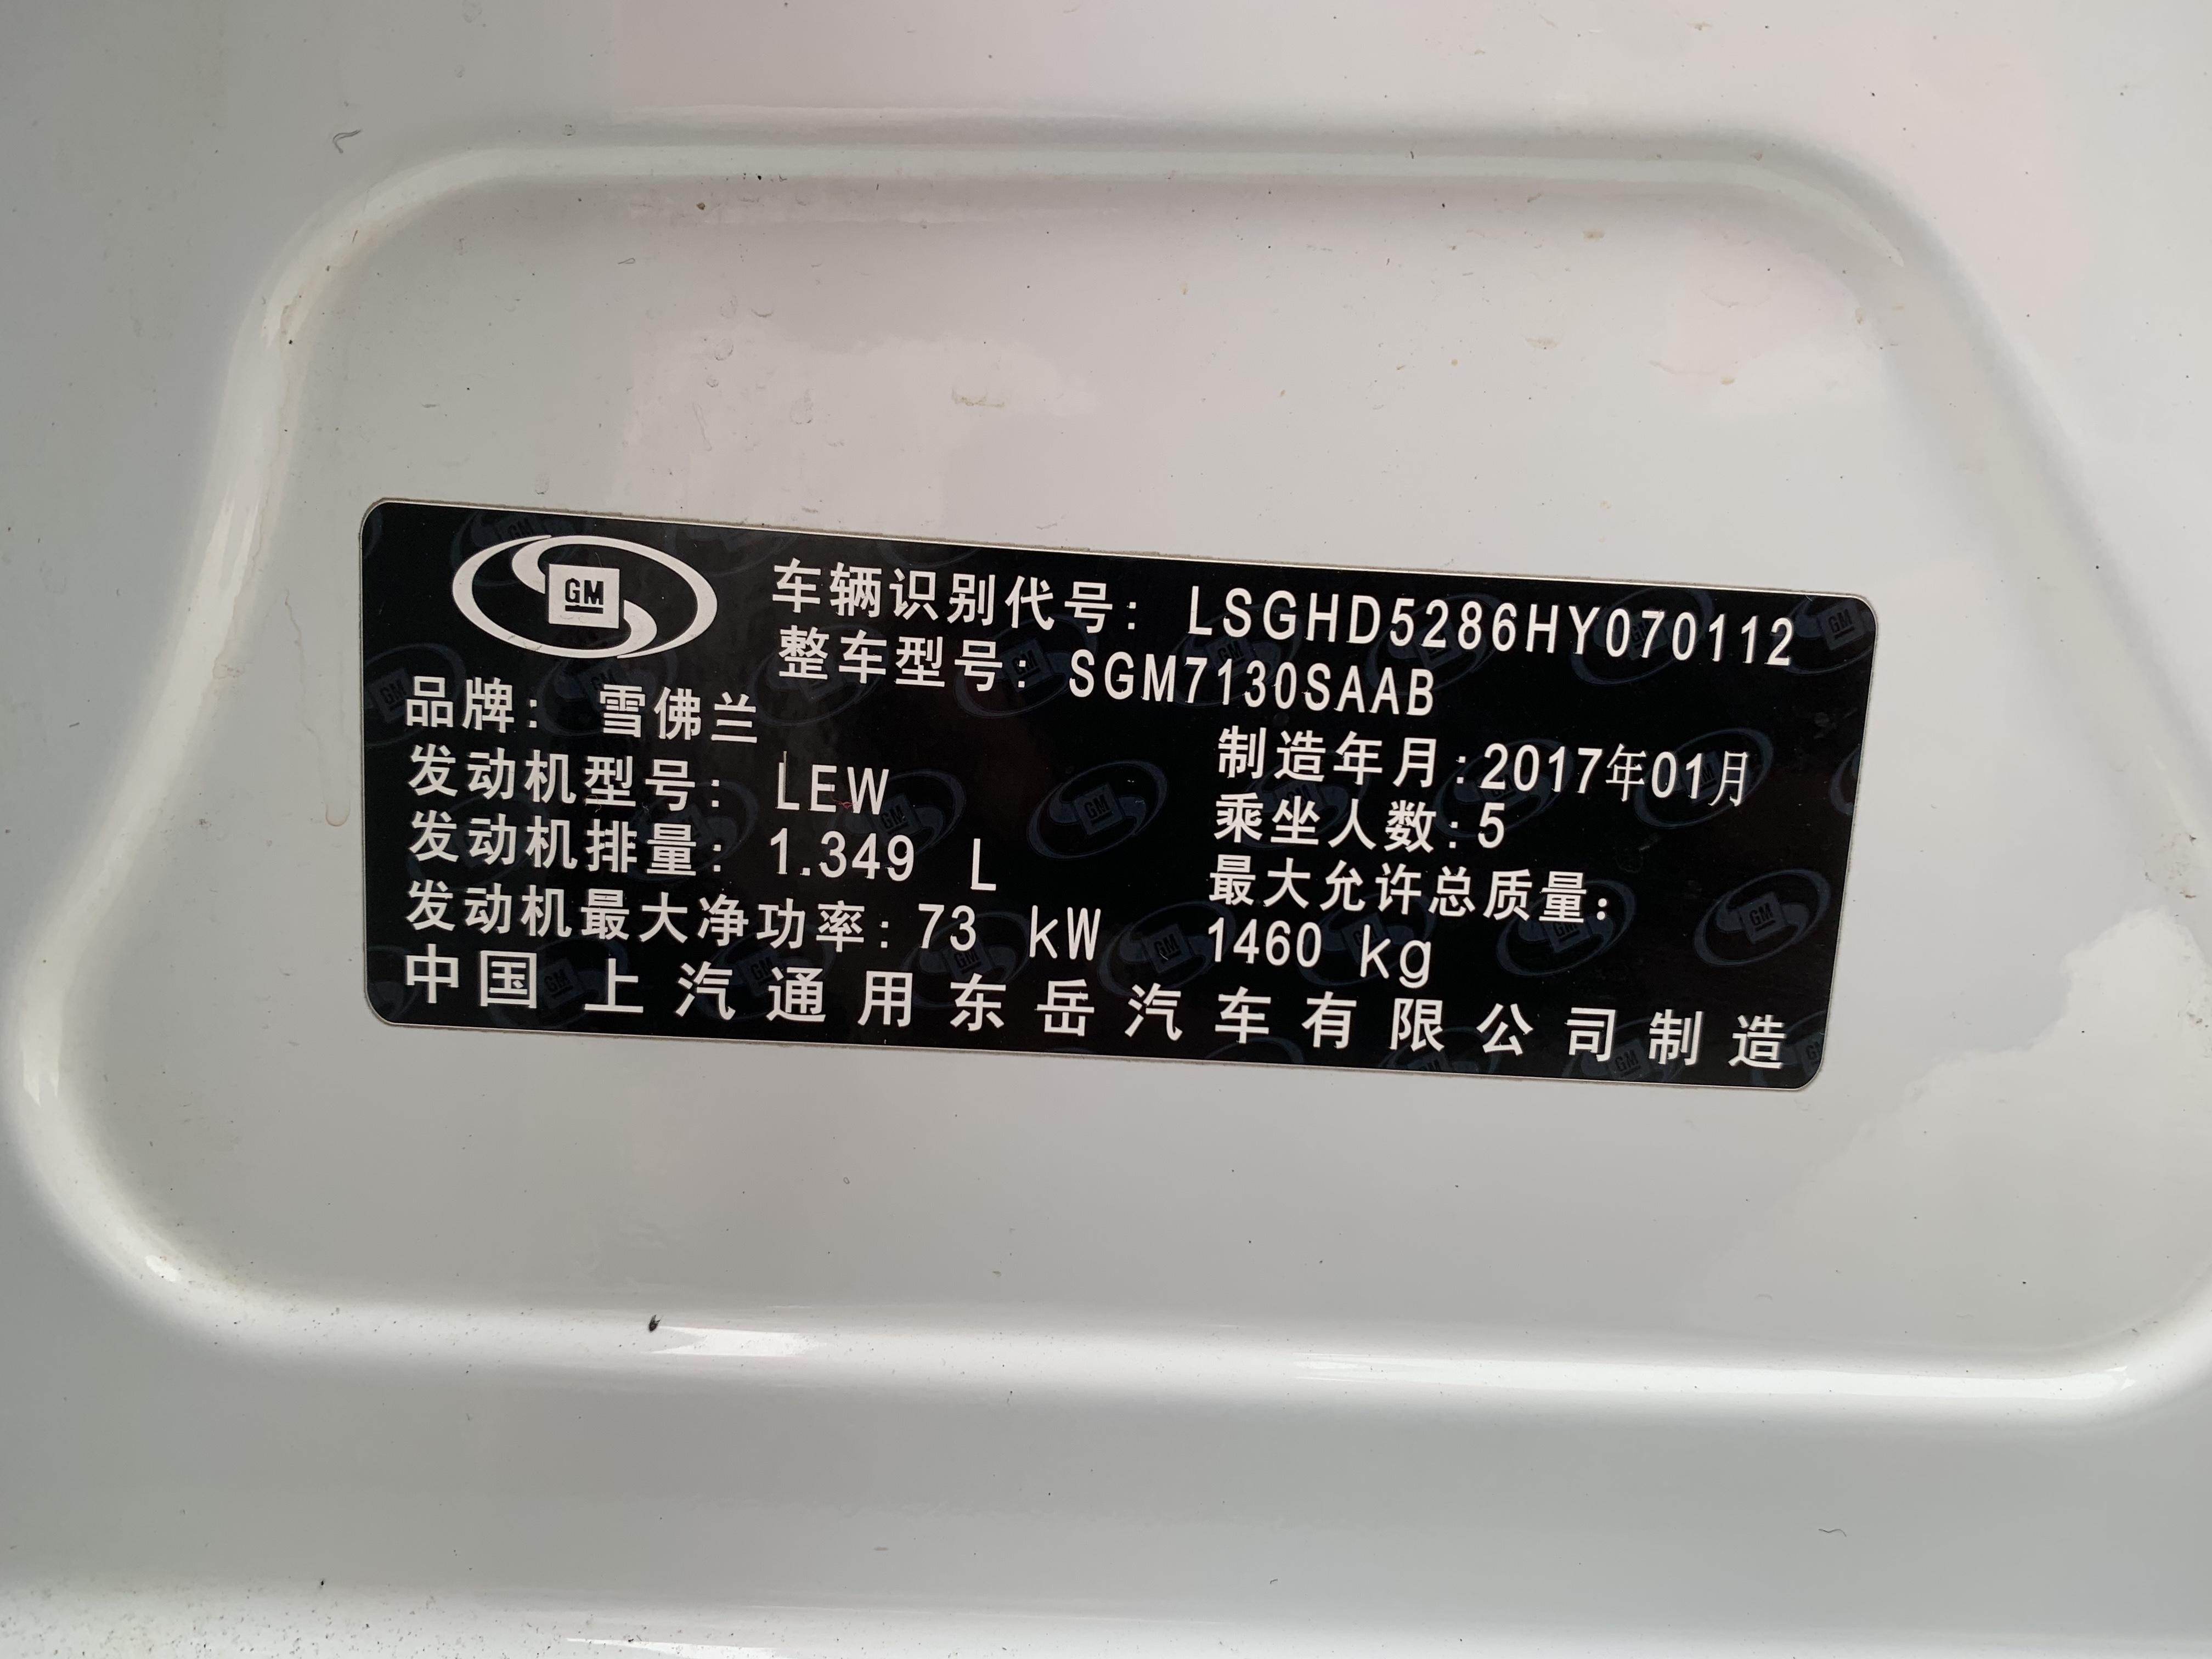 GM
车辆识别代号: LSGHD5286HY070112
整车型号: SGM7130SAAB
品牌: 雪佛兰
制造年月:2017年01月
发动机型号: LEW
乘坐人数:5
发动机排量: 1.349 L
最大允许总质量:
发动机最大净功率: 73 kW
1460 kg
中国 上汽通用东岳汽车有限公司制造